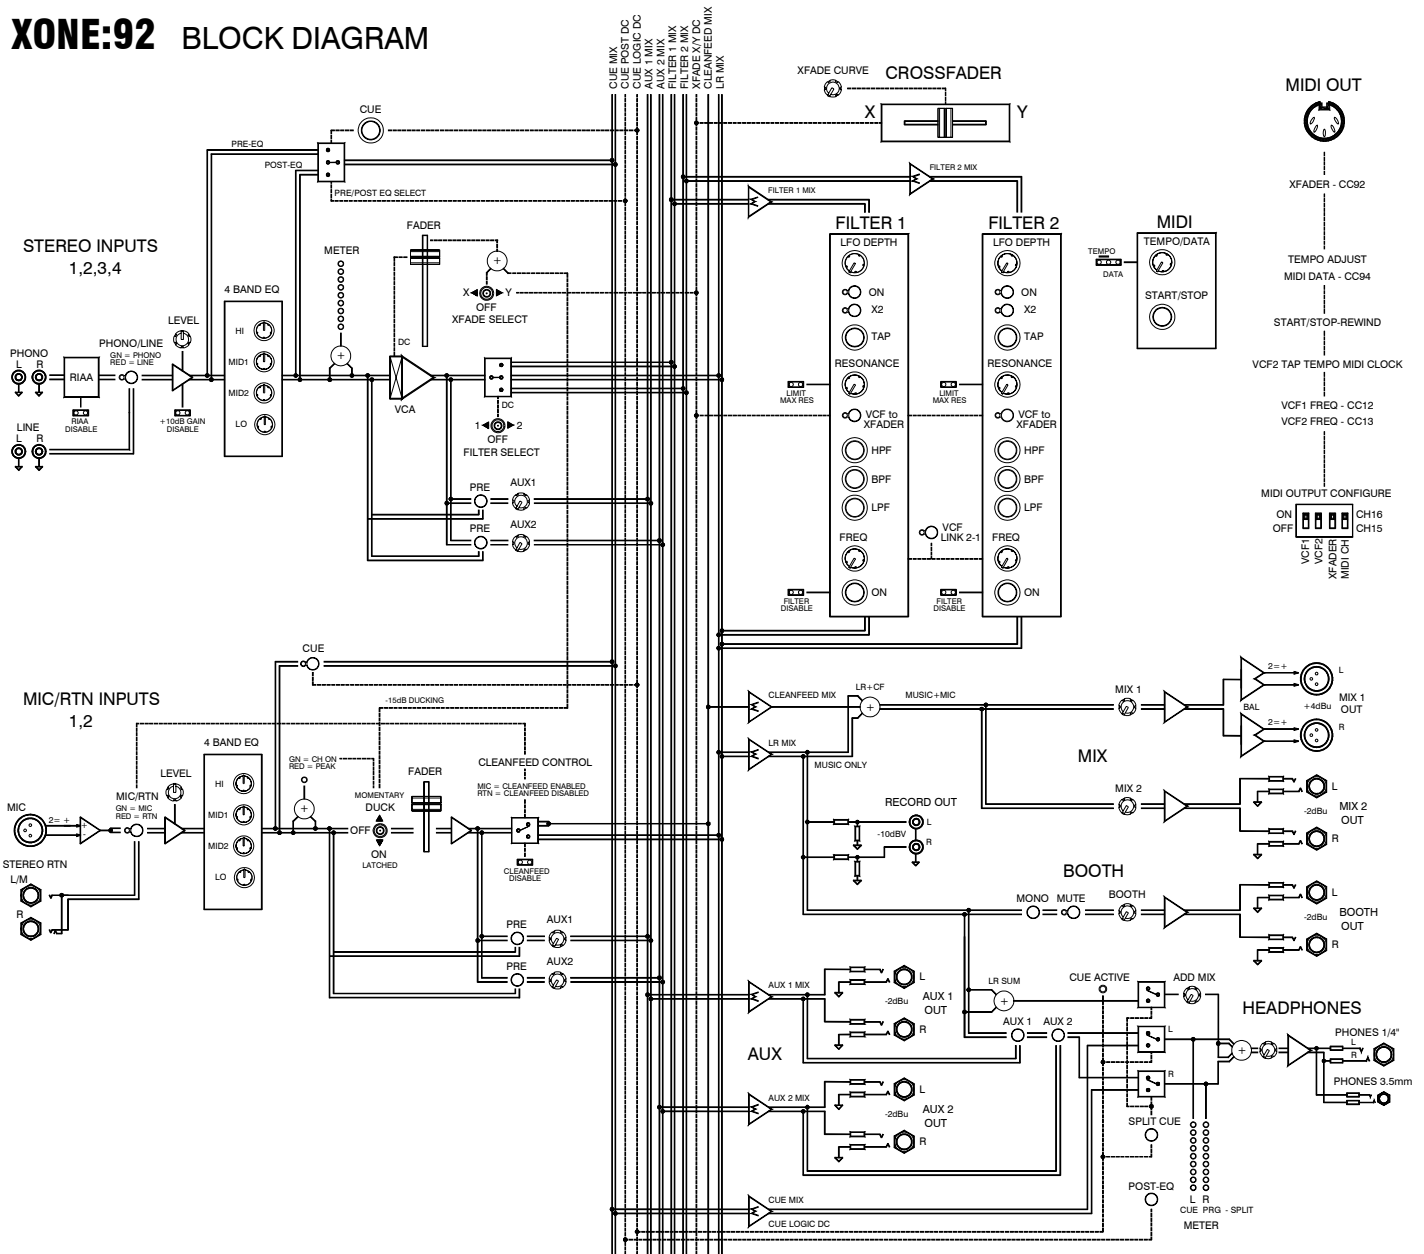 XONE:92 BLOCK DIAGRAM
CUE MIX
CUE POST DC
CUE LOGIC DC
AUX 1 MIX
AUX 2 MIX
FILTER 1 MIX
FILTER 2 MIX
XFADE X/Y DC
CLEANFEED MIX
LR MIX
XFADE CURVE
CROSSFADER
X
Y
CUE
PRE-EQ
POST-EQ
PRE/POST EQ SELECT
STEREO INPUTS
1,2,3,4
METER
FADER
X
Y
OFF
XFADE SELECT
4 BAND EQ
HI
MID1
MID2
LO
LEVEL
PHONO/LINE
GN = PHONO
RED = LINE
PHONO
L R
RIAA
RIAA
DISABLE
+10dB GAIN
DISABLE
LINE
L R
DC
VCA
DC
1
2
OFF
FILTER SELECT
PRE
AUX1
PRE
AUX2
FILTER 1 MIX
FILTER 2 MIX
FILTER 1
LFO DEPTH
ON
X2
TAP
RESONANCE
LIMIT
MAX RES
VCF to
XFADER
HPF
BPF
LPF
FREQ
ON
FILTER
DISABLE
VCF
LINK 2-1
FILTER 2
LFO DEPTH
ON
X2
TAP
RESONANCE
LIMIT
MAX RES
VCF to
XFADER
HPF
BPF
LPF
FREQ
ON
FILTER
DISABLE
MIDI
TEMPO/DATA
START/STOP
TEMPO
DATA
MIDI OUT
XFADER - CC92
TEMPO ADJUST
MIDI DATA - CC94
START/STOP-REWIND
VCF2 TAP TEMPO MIDI CLOCK
VCF1 FREQ - CC12
VCF2 FREQ - CC13
MIDI OUTPUT CONFIGURE
ON
OFF
CH16
CH15
VCF1
VCF2
XFADER
MIDI CH
MIC/RTN INPUTS
1,2
CUE
-15dB DUCKING
4 BAND EQ
HI
MID1
MID2
LO
GN = CH ON
RED = PEAK
MOMENTARY
DUCK
OFF
ON
LATCHED
FADER
CLEANFEED CONTROL
MIC = CLEANFEED ENABLED
RTN = CLEANFEED DISABLED
CLEANFEED
DISABLE
MIC
2= +
+
-
MIC/RTN
GN = MIC
RED = RTN
LEVEL
STEREO RTN
L/M
R
PRE
AUX1
PRE
AUX2
CLEANFEED MIX
LR+CF
MUSIC+MIC
LR MIX
MUSIC ONLY
MIX 1
2=+
L
BAL
+4dBu
MIX 1
OUT
2=+
R
MIX
MIX 2
L
-2dBu
MIX 2
OUT
R
RECORD OUT
L
-10dBV
R
BOOTH
MONO
MUTE
BOOTH
L
-2dBu
BOOTH
OUT
R
AUX 1 MIX
L
-2dBu
AUX 1
OUT
R
AUX
AUX 2 MIX
L
-2dBu
AUX 2
OUT
R
LR SUM
AUX 1
AUX 2
CUE ACTIVE
ADD MIX
L
R
HEADPHONES
PHONES 1/4"
L
R
PHONES 3.5mm
SPLIT CUE
POST-EQ
L R
CUE PRG - SPLIT
METER
CUE MIX
CUE LOGIC DC